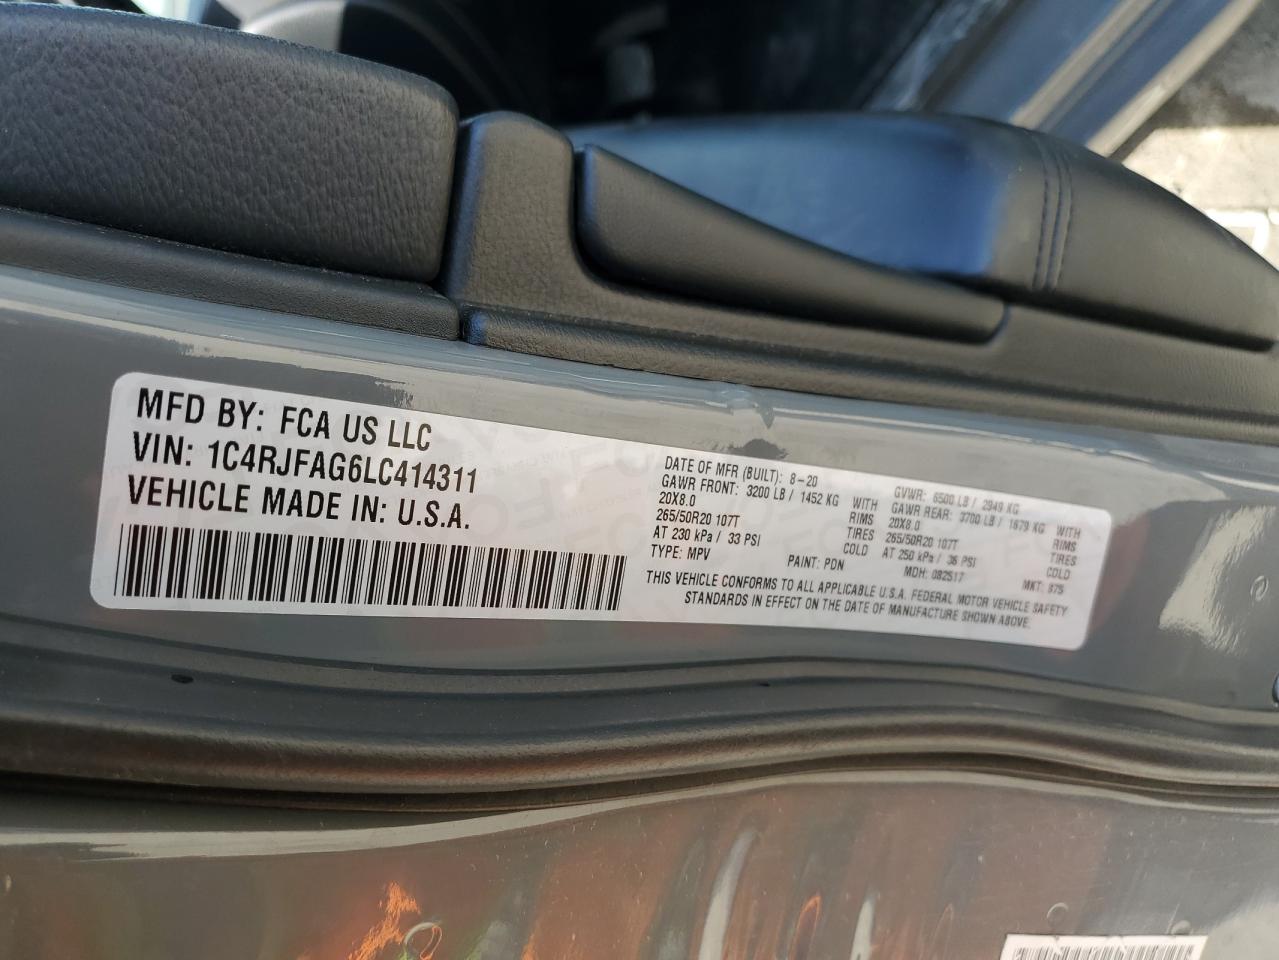 MFD BY: FCA US LLC
VIN: 1C4RJFAG6LC414311
VEHICLE MADE IN: U.S.A.
DATE OF MFR (BUILT): 8-20 GVWR: 6500 LB / 2949 KG
GAWR FRONT: 3200 LB / 1452 KG WITH GAWR REAR: 3700 LB / 1679 KG WITH
20X8.0 RIMS 20X8.0 RIMS
265/50R20 107T TIRES 265/50R20 107T TIRES
AT 230 kPa / 33 PSI COLD AT 250 kPa / 36 PSI COLD
TYPE: MPV PAINT: PDN MDH: 082517 MKT: 975
THIS VEHICLE CONFORMS TO ALL APPLICABLE U.S.A. FEDERAL MOTOR VEHICLE SAFETY
STANDARDS IN EFFECT ON THE DATE OF MANUFACTURE SHOWN ABOVE.